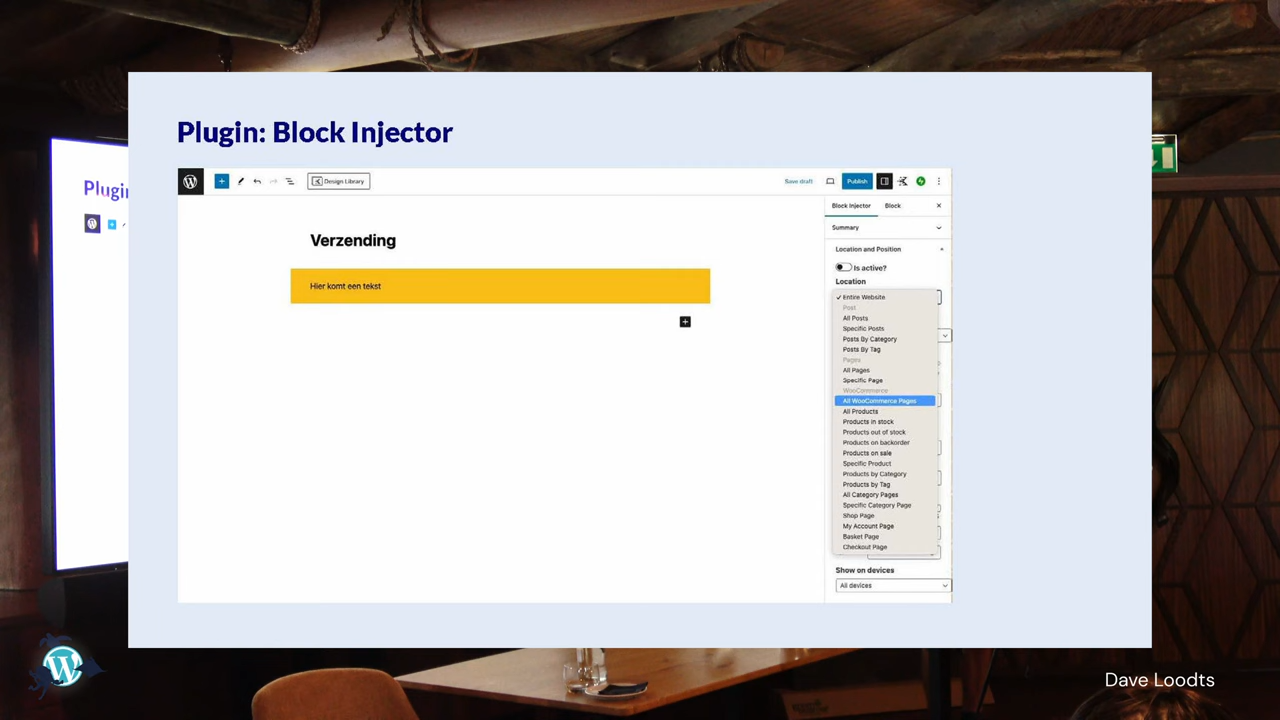 Plugin: Block Injector
Plugin
Design Library
Save draft
Publish
Block Injector
Block
Summary
Verzending
Location and Position
Is active?
Location
Hier komt een tekst
Entire Website
Post
All Posts
Specific Posts
Posts By Category
Posts By Tag
Pages
All Pages
Specific Page
WooCommerce
All WooCommerce Pages
All Products
Products in stock
Products out of stock
Products on backorder
Products on sale
Specific Product
Products by Category
Products by Tag
All Category Pages
Specific Category Page
Shop Page
My Account Page
Basket Page
Checkout Page
Show on devices
All devices
Dave Loodts